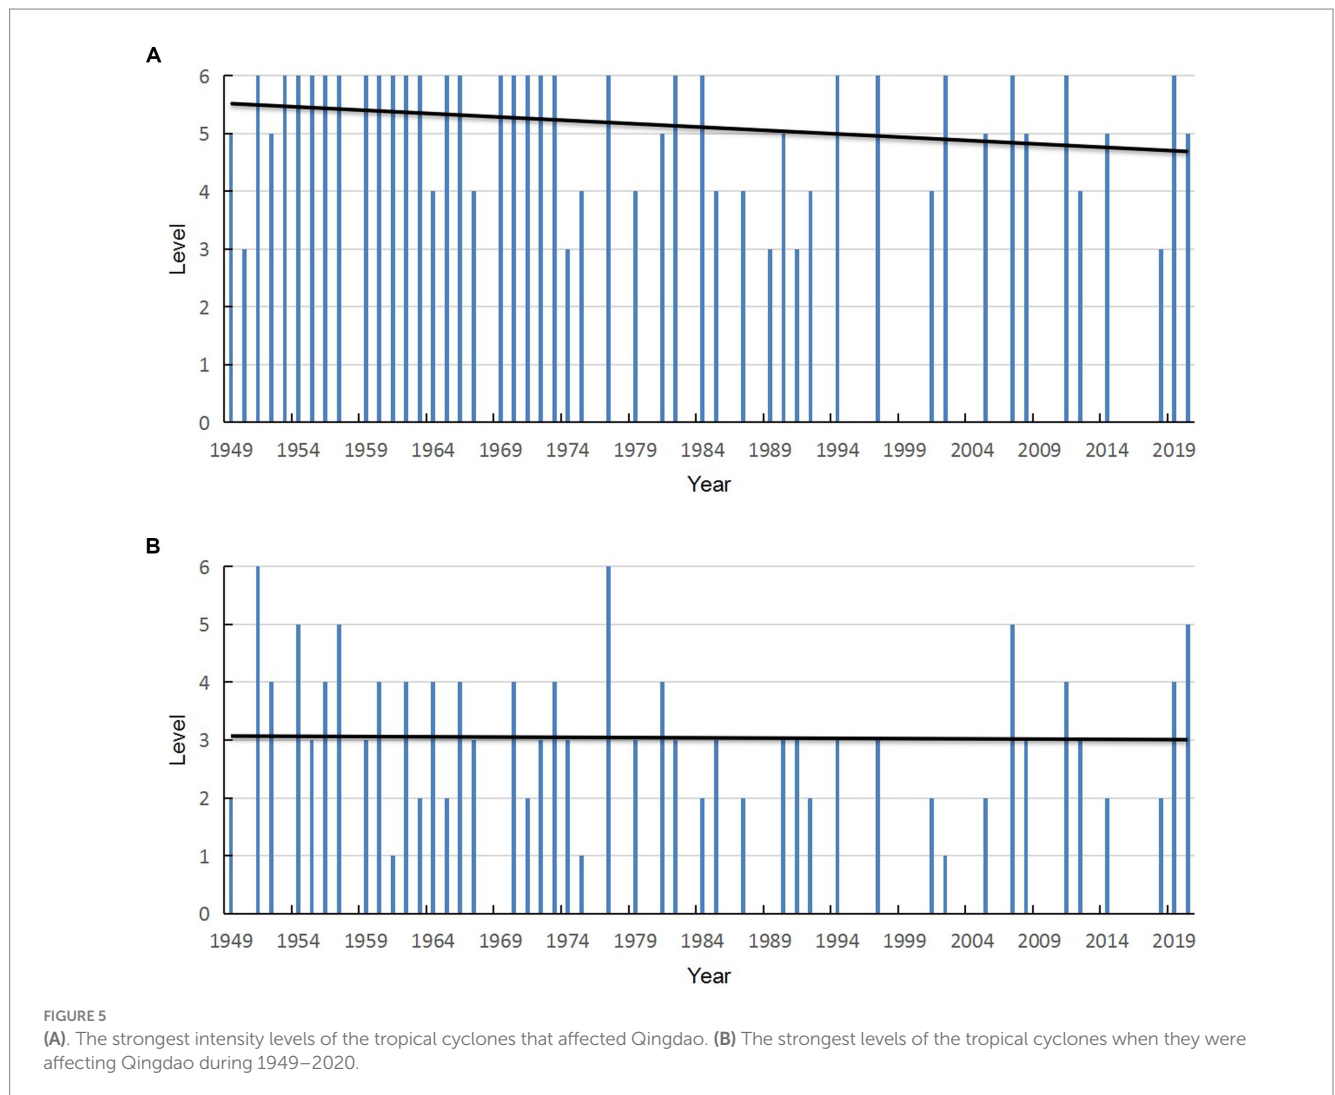 A
6
5
4
3
2
1
0
Level
1949 1954 1959 1964 1969 1974 1979 1984 1989 1994 1999 2004 2009 2014 2019
Year
B
6
5
4
3
2
1
0
Level
1949 1954 1959 1964 1969 1974 1979 1984 1989 1994 1999 2004 2009 2014 2019
Year
FIGURE 5
(A). The strongest intensity levels of the tropical cyclones that affected Qingdao. (B) The strongest levels of the tropical cyclones when they were
affecting Qingdao during 1949–2020.